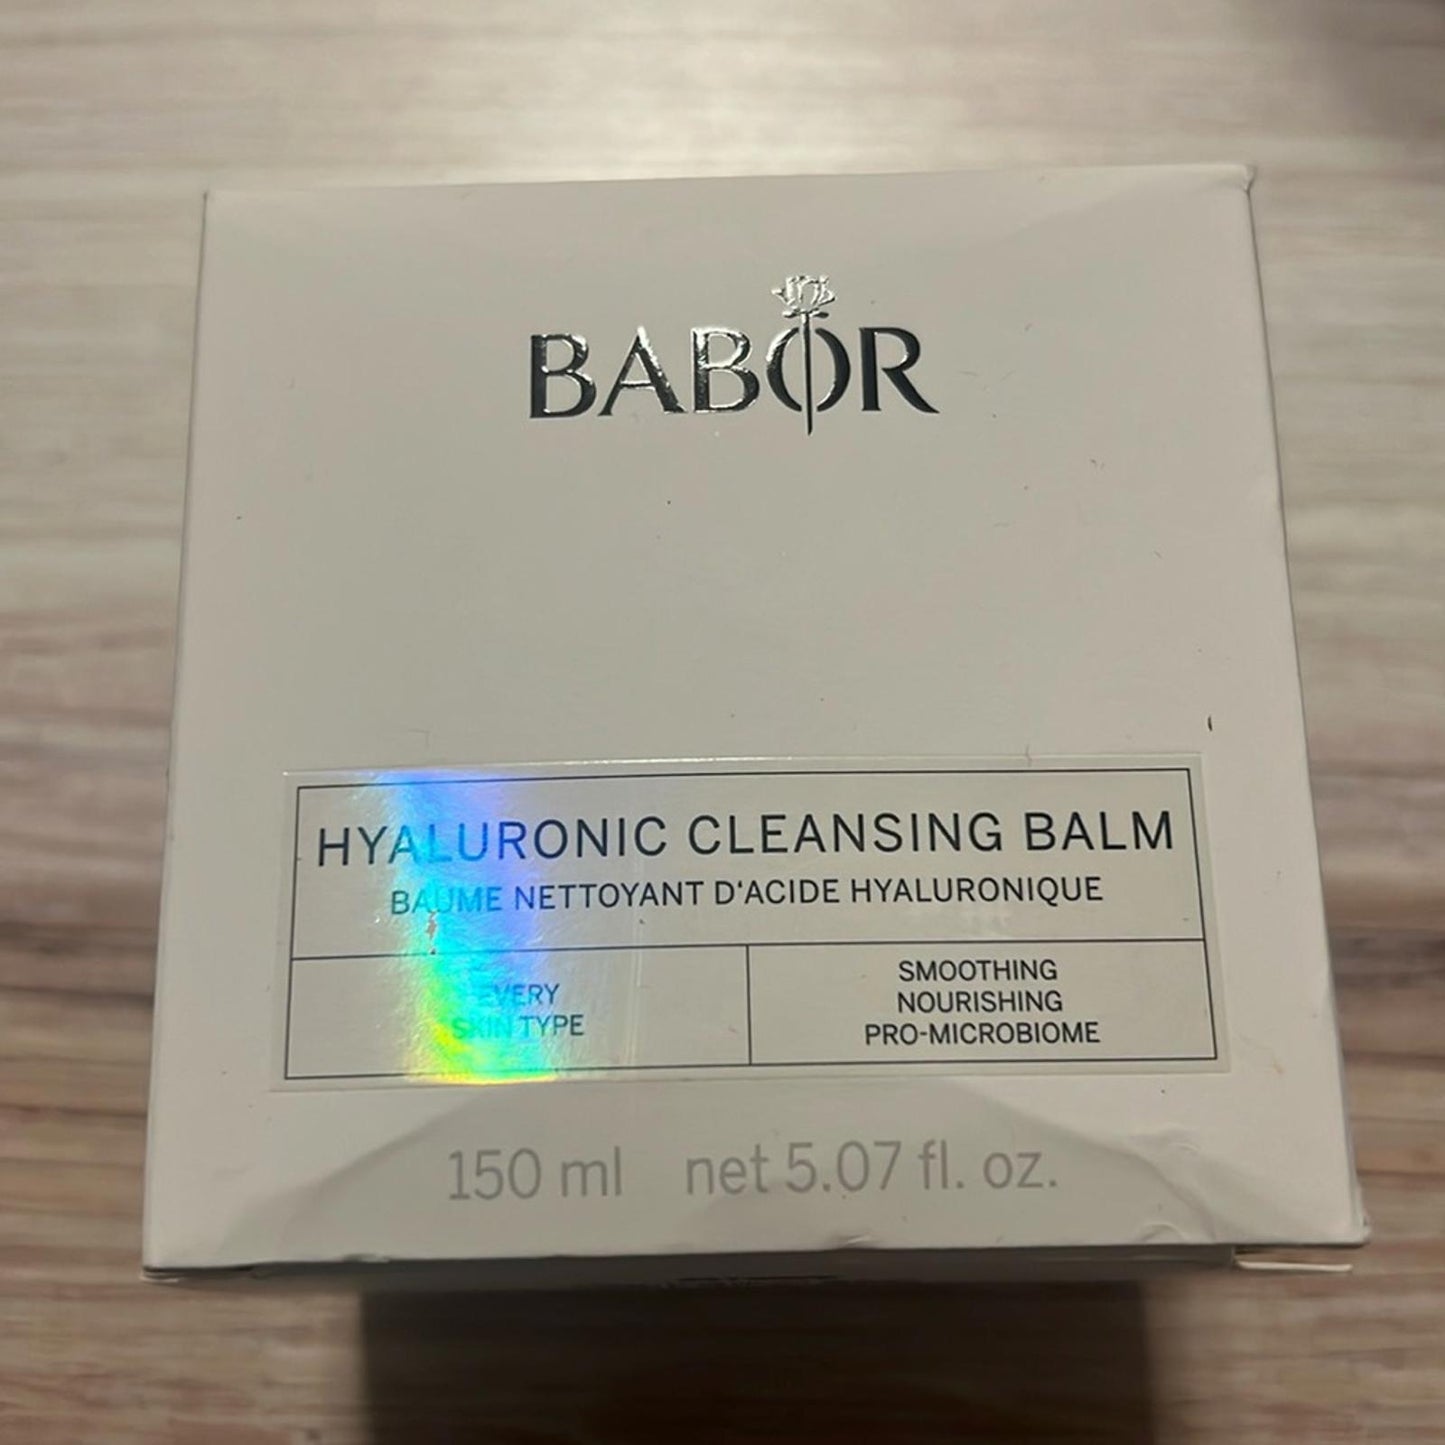 BABOR
HYALURONIC CLEANSING BALM
BAUME NETTOYANT D'ACIDE HYALURONIQUE
EVERY
SKIN TYPE
SMOOTHING
NOURISHING
PRO-MICROBIOME
150 ml net 5.07 fl. oz.